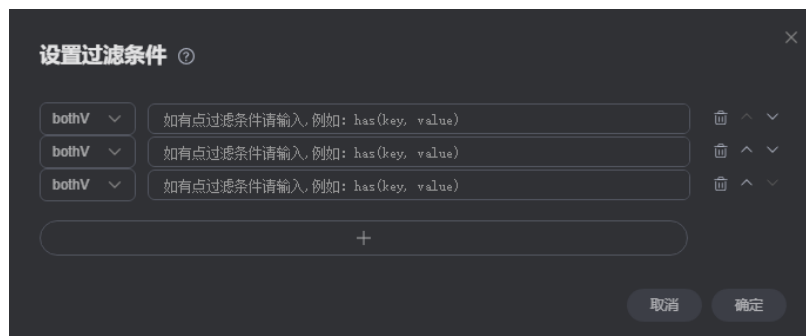 设置过滤条件 ?
bothV 如有点过滤条件请输入,例如: has(key, value)
bothV 如有点过滤条件请输入,例如: has(key, value)
bothV 如有点过滤条件请输入,例如: has(key, value)
+
取消 确定